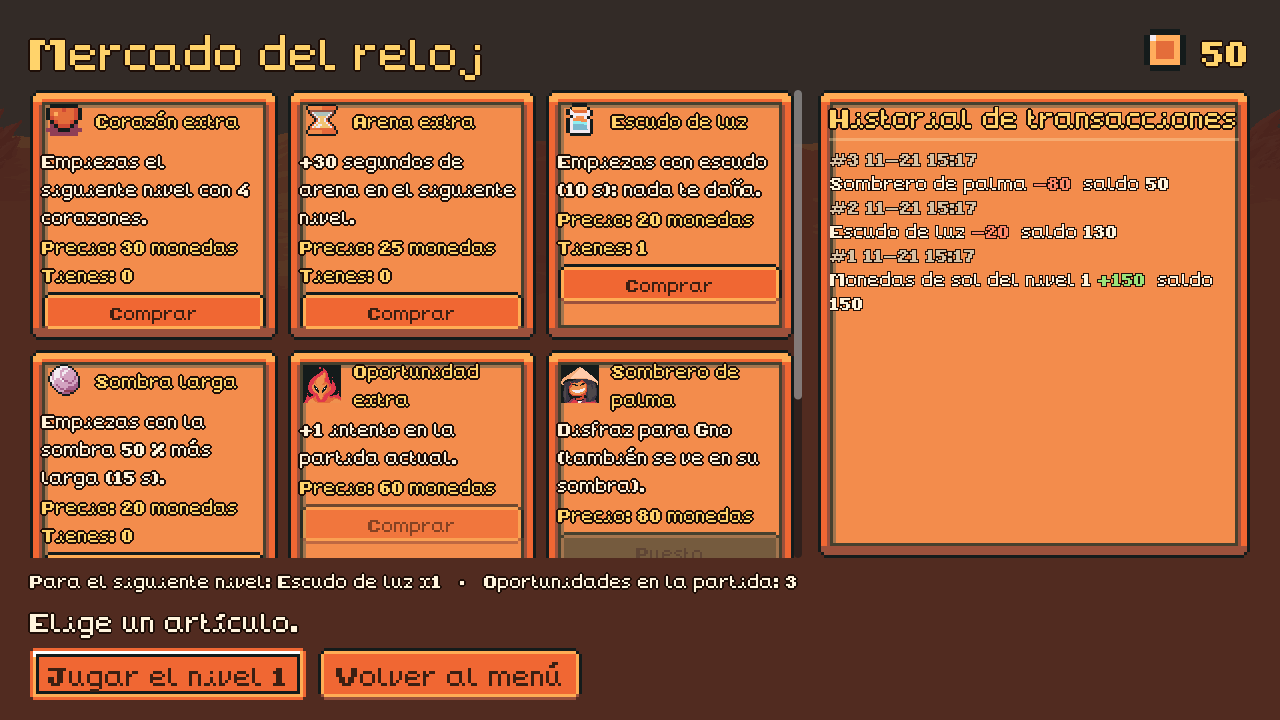 Mercado del reloj
50
Corazón extra
Empiezas el
siguiente nivel con 4
corazones.
Precio: 30 monedas
Tienes: 0
Comprar
Arena extra
+30 segundos de
arena en el siguiente
nivel.
Precio: 25 monedas
Tienes: 0
Comprar
Escudo de luz
Empiezas con escudo
(10 s): nada te daña.
Precio: 20 monedas
Tienes: 1
Comprar
Sombra larga
Empiezas con la
sombra 50 % más
larga (15 s).
Precio: 20 monedas
Tienes: 0
Oportunidad
extra
+1 intento en la
partida actual.
Precio: 60 monedas
Comprar
Sombrero de
palma
Disfraz para Gno
(también se ve en su
sombra).
Precio: 80 monedas
Puesto
Historial de transacciones
#3 11-21 15:17
Sombrero de palma -80 saldo 50
#2 11-21 15:17
Escudo de luz -20 saldo 130
#1 11-21 15:17
Monedas de sol del nivel 1 +150 saldo
150
Para el siguiente nivel: Escudo de luz x1 · Oportunidades en la partida: 3
Elige un artículo.
Jugar el nivel 1
Volver al menú